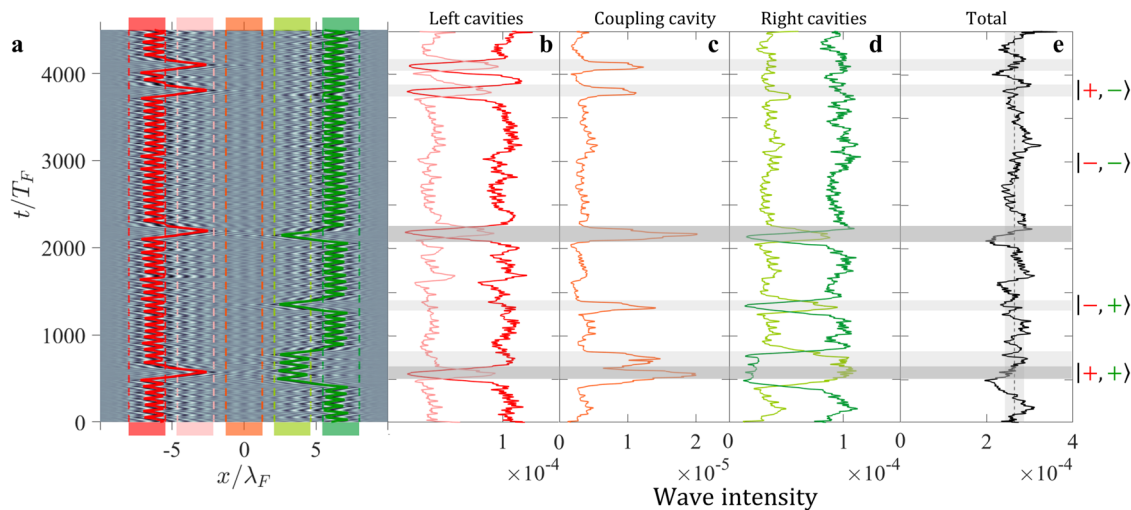 Left cavities
Coupling cavity
Right cavities
Total
a
b
c
d
e
4000
3000
2000
1000
0
t/T_F
|+, −⟩
|−, −⟩
|−, +⟩
|+, +⟩
-5 0 5
x/λ_F
1
×10⁻⁴
0 1 2
×10⁻⁵
0 1
×10⁻⁴
0 2 4
×10⁻⁴
Wave intensity